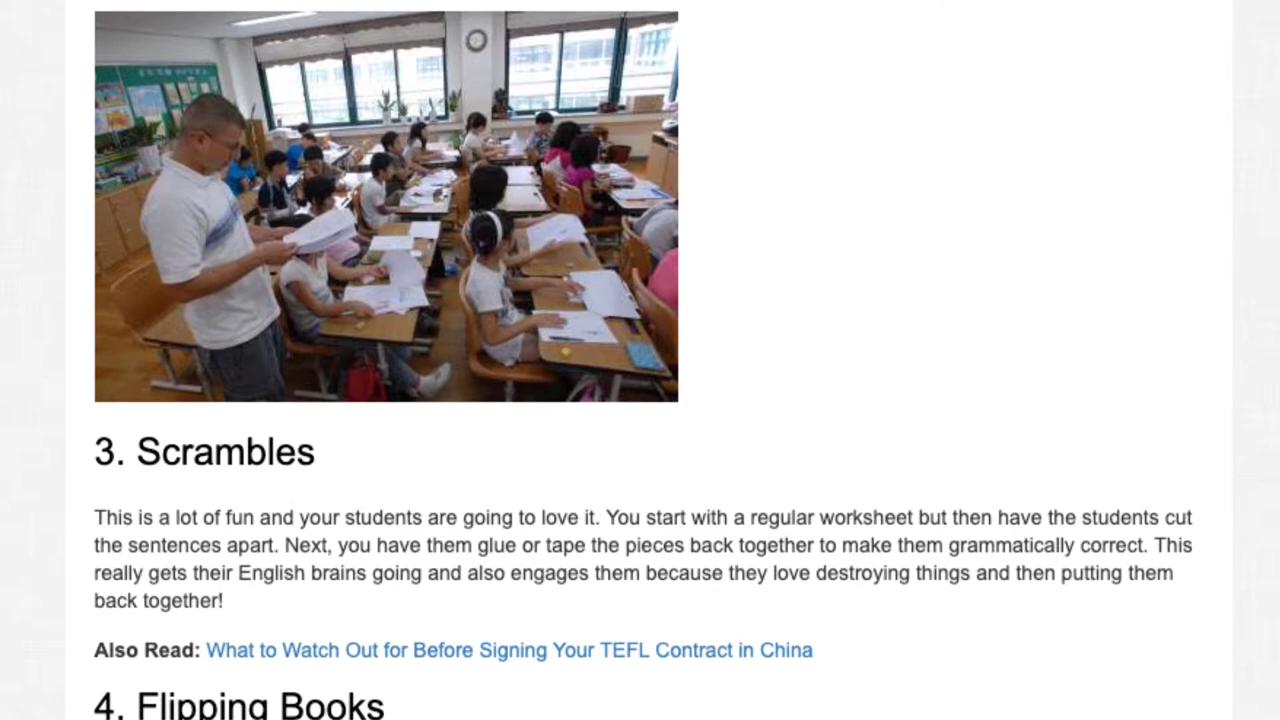 3. Scrambles
This is a lot of fun and your students are going to love it. You start with a regular worksheet but then have the students cut
the sentences apart. Next, you have them glue or tape the pieces back together to make them grammatically correct. This
really gets their English brains going and also engages them because they love destroying things and then putting them
back together!
Also Read: What to Watch Out for Before Signing Your TEFL Contract in China
4. Flipping Books